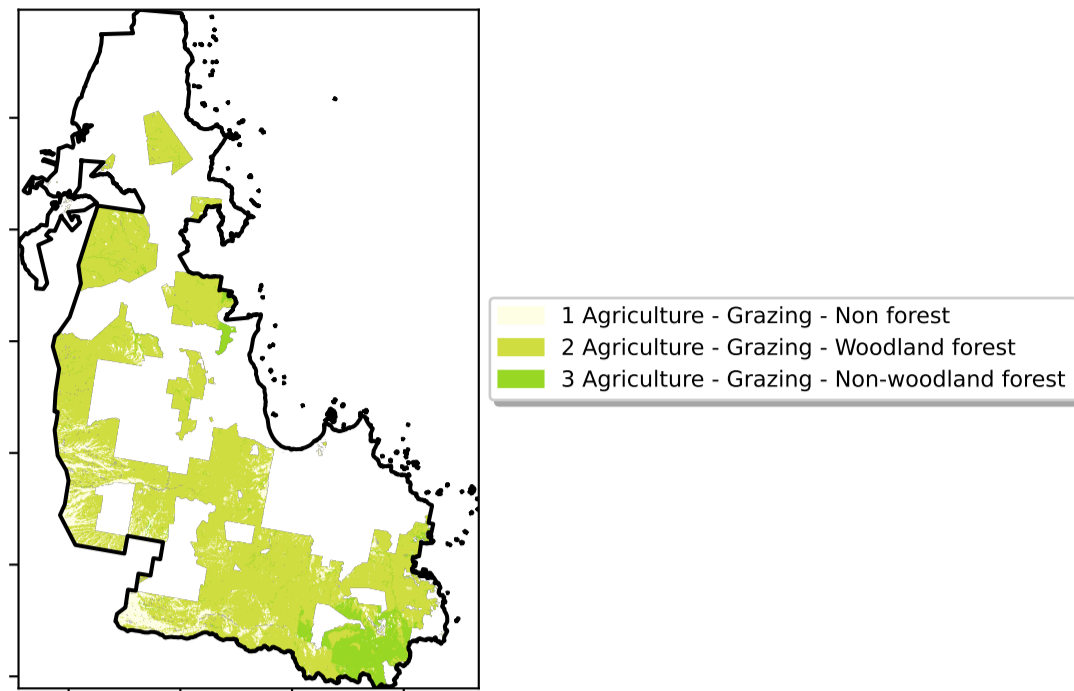 1 Agriculture - Grazing - Non forest
2 Agriculture - Grazing - Woodland forest
3 Agriculture - Grazing - Non-woodland forest